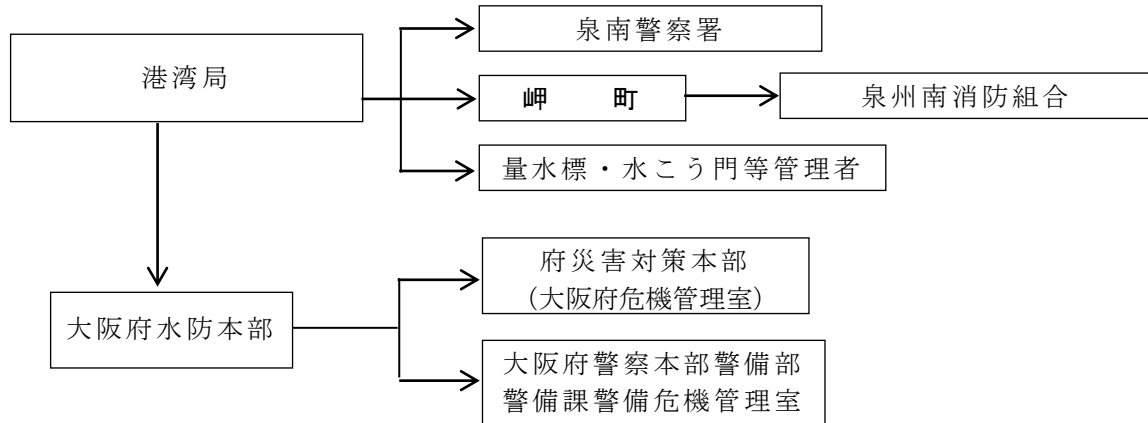 泉南警察署
港湾局
岬　　町
泉州南消防組合
量水標・水こう門等管理者
府災害対策本部
（大阪府危機管理室）
大阪府水防本部
大阪府警察本部警備部
警備課警備危機管理室